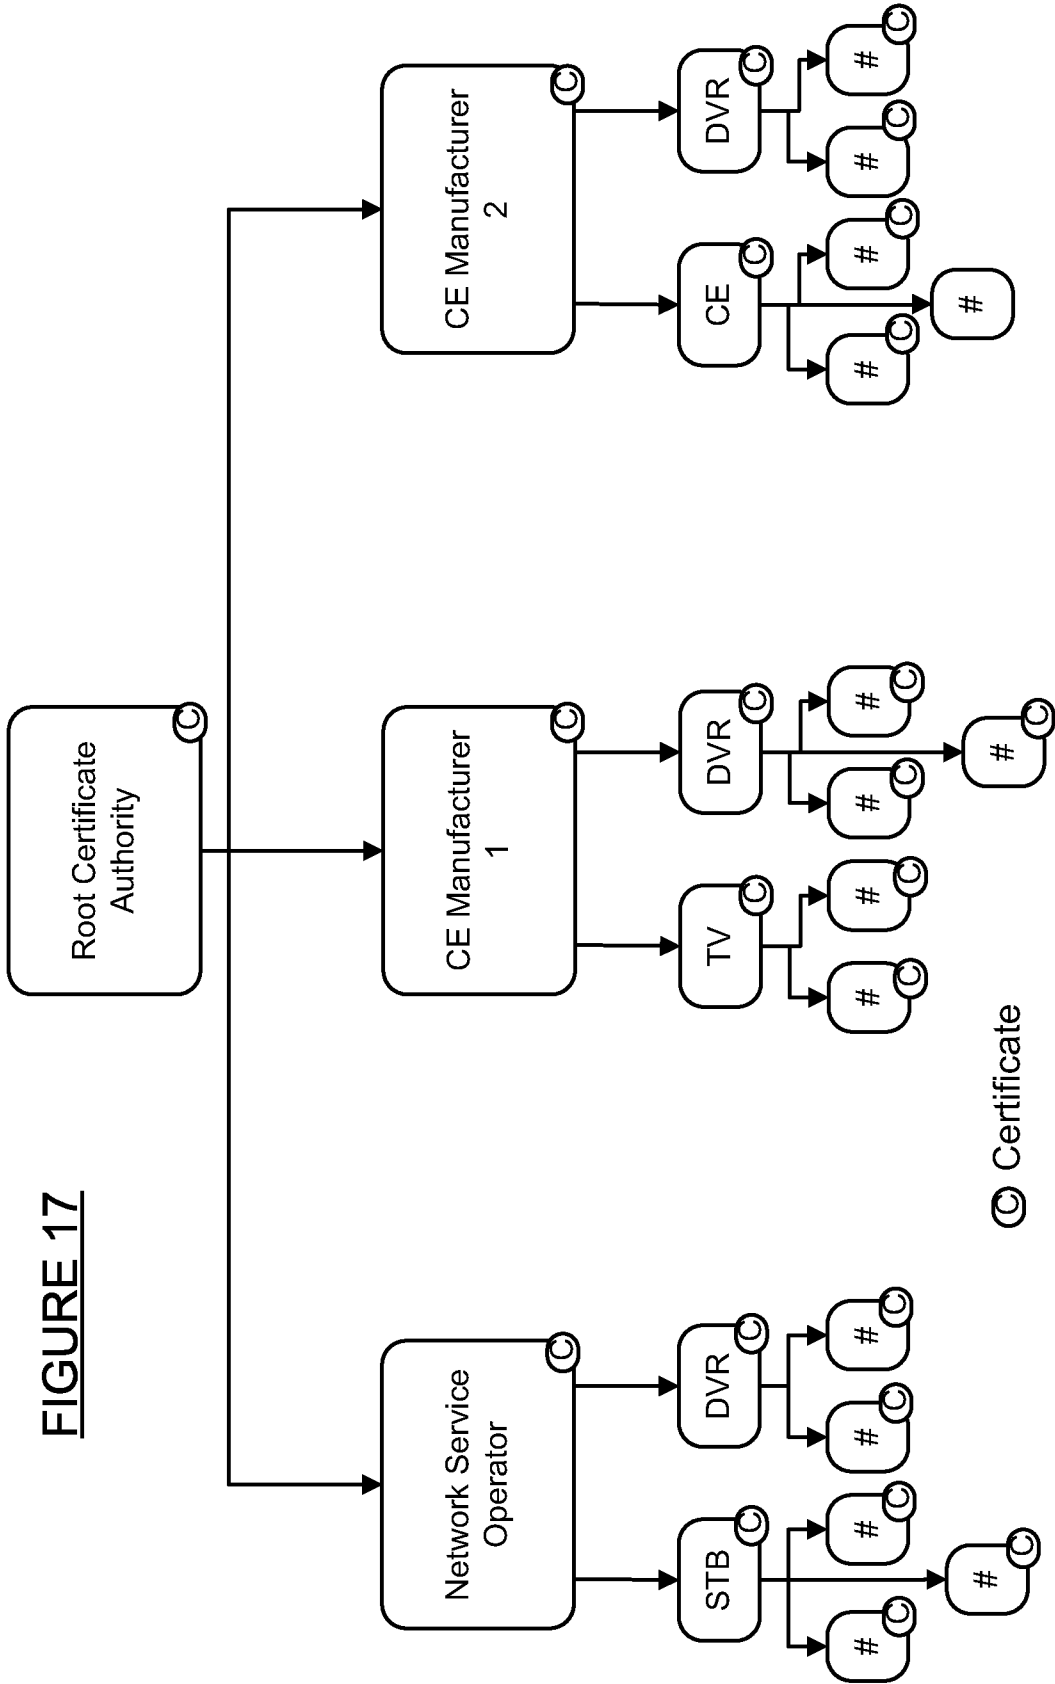 FIGURE 17
Root Certificate
Authority
C
Network Service
Operator
C
CE Manufacturer
1
C
CE Manufacturer
2
C
STB
C
DVR
C
TV
C
DVR
C
CE
C
DVR
C
#
C
#
C
#
C
#
C
#
C
#
C
#
C
#
C
#
C
#
C
#
C
#
C
#
C
#
C
#
C
#
© Certificate